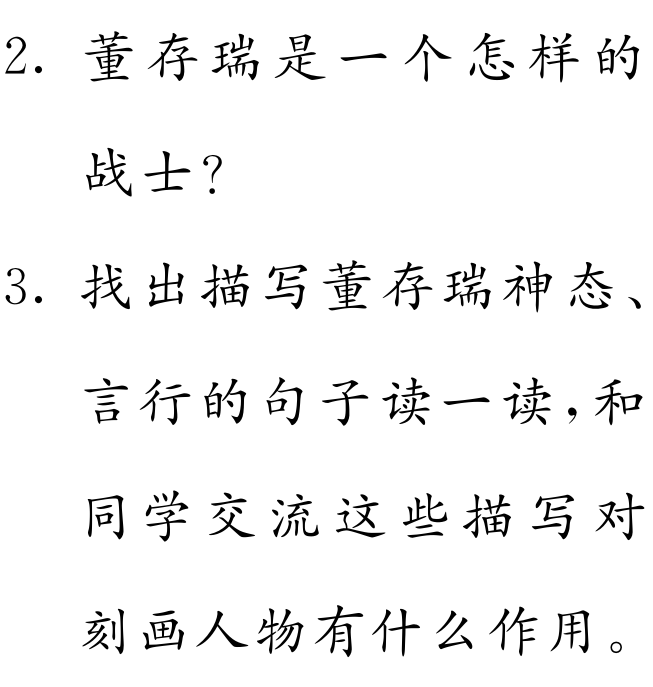 2. 董存瑞是一个怎样的
战士?
3. 找出描写董存瑞神态、
言行的句子读一读,和
同学交流这些描写对
刻画人物有什么作用。